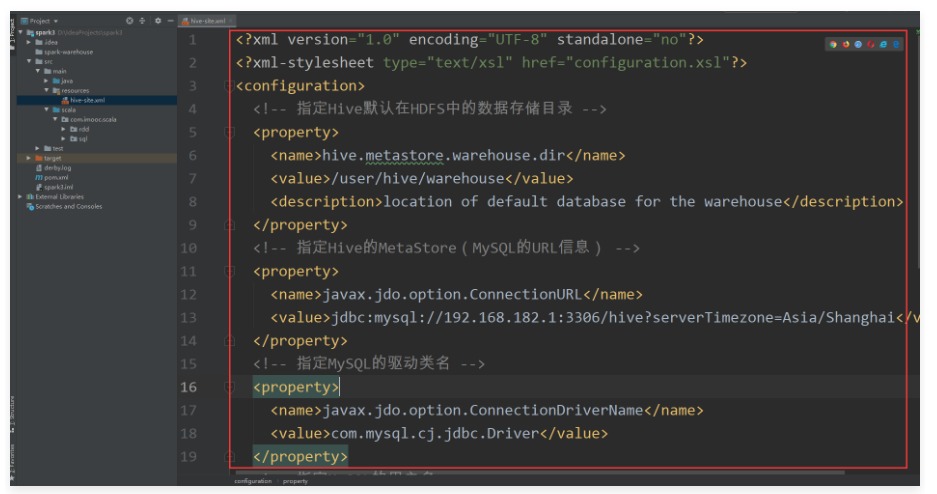 Project
hive-site.xml
1: Project
spark3 D:\IdeaProjects\spark3
.idea
spark-warehouse
src
main
java
resources
hive-site.xml
scala
com.imooc.scala
rdd
sql
test
target
derby.log
pom.xml
spark3.iml
External Libraries
Scratches and Consoles
1 <?xml version="1.0" encoding="UTF-8" standalone="no"?>
2 <?xml-stylesheet type="text/xsl" href="configuration.xsl"?>
3 <configuration>
4 <!-- 指定Hive默认在HDFS中的数据存储目录 -->
5 <property>
6 <name>hive.metastore.warehouse.dir</name>
7 <value>/user/hive/warehouse</value>
8 <description>location of default database for the warehouse</description>
9 </property>
10 <!-- 指定Hive的MetaStore（MySQL的URL信息） -->
11 <property>
12 <name>javax.jdo.option.ConnectionURL</name>
13 <value>jdbc:mysql://192.168.182.1:3306/hive?serverTimezone=Asia/Shanghai</v
14 </property>
15 <!-- 指定MySQL的驱动类名 -->
16 <property>
17 <name>javax.jdo.option.ConnectionDriverName</name>
18 <value>com.mysql.cj.jdbc.Driver</value>
19 </property>
configuration › property
2: Favorites